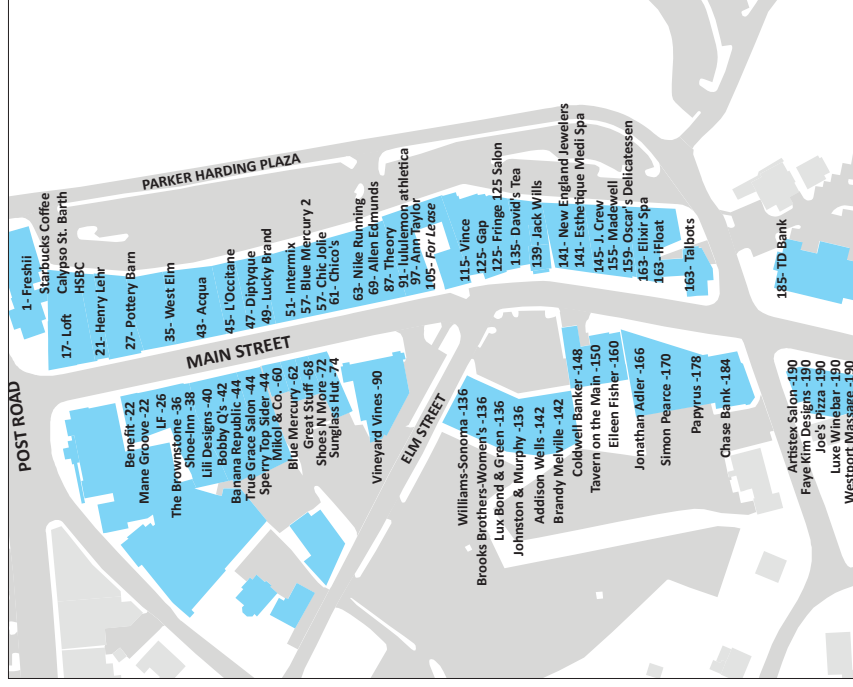 POST ROAD
PARKER HARDING PLAZA
MAIN STREET
ELM STREET
1- Freshii
Starbucks Coffee
Calypso St. Barth
HSBC
17- Loft
21- Henry Lehr
27- Pottery Barn
35- West Elm
43- Acqua
45- L'Occitane
47- Diptyque
49- Lucky Brand
51- Intermix
57- Blue Mercury 2
57- Chic Jolie
61- Chico's
63- Nike Running
69- Allen Edmunds
87- Theory
91- lululemon athletica
97- Ann Taylor
105- For Lease
115- Vince
125- Gap
125- Fringe 125 Salon
135- David's Tea
139- Jack Wills
141- New England Jewelers
141- Esthetique Medi Spa
145- J. Crew
155- Madewell
159- Oscar's Delicatessen
163- Elixir Spa
163- iFloat
163- Talbots
185- TD Bank
Benefit -22
Mane Groove -22
LF -26
The Brownstone -36
Shoe-Inn -38
Lili Designs -40
Bobby Q's -42
Banana Republic -44
True Grace Salon -44
Sperry Top Sider -44
Mikol & Co. -60
Blue Mercury -62
Great Stuff -68
Shoes N More -72
Sunglass Hut -74
Vineyard Vines -90
Williams-Sonoma -136
Brooks Brothers-Women's -136
Lux Bond & Green -136
Johnston & Murphy -136
Addison Wells -142
Brandy Melville -142
Coldwell Banker -148
Tavern on the Main -150
Eileen Fisher -160
Jonathan Adler -166
Simon Pearce -170
Papyrus -178
Chase Bank -184
Artistex Salon -190
Faye Kim Designs -190
Joe's Pizza -190
Luxe Winebar -190
Westport Massage -190